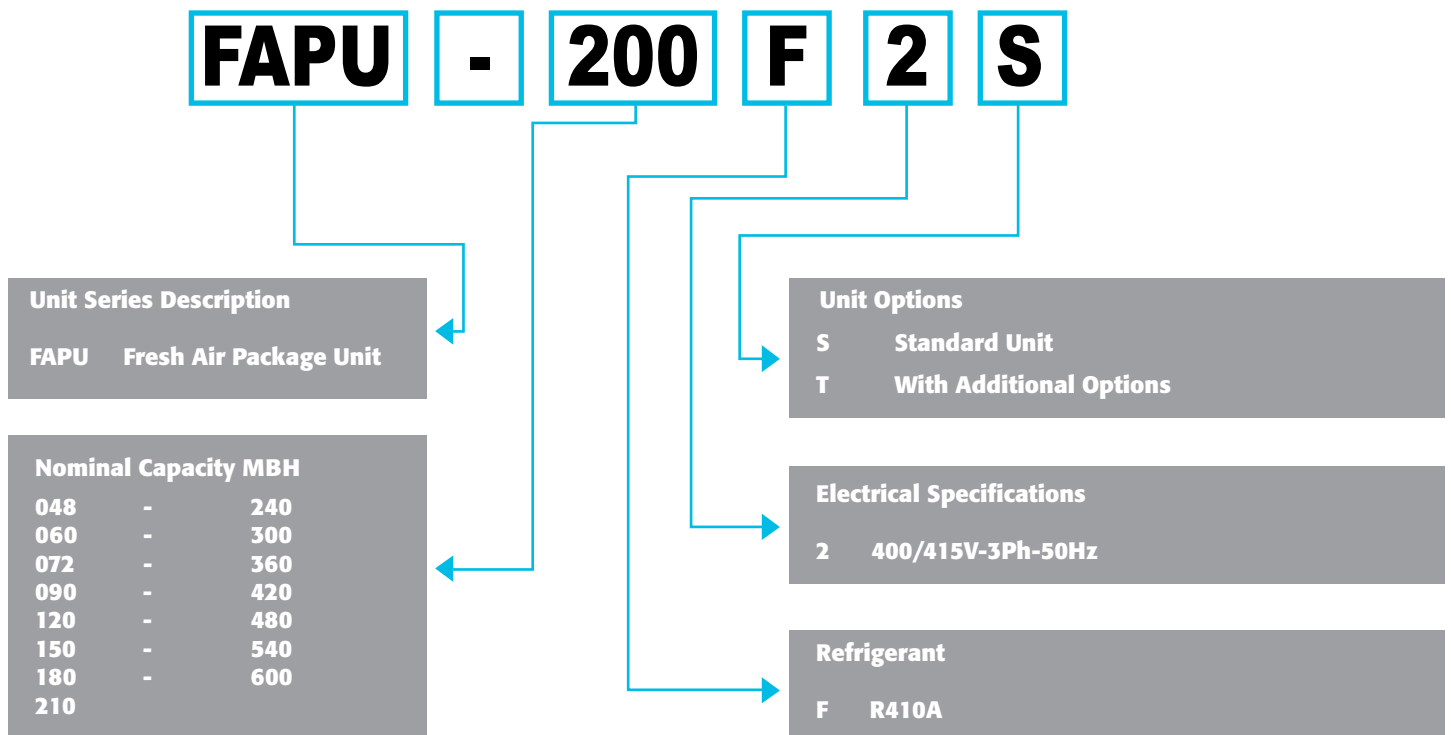 FAPU - 200 F 2 S
Unit Series Description
FAPU Fresh Air Package Unit
Nominal Capacity MBH
048 - 240
060 - 300
072 - 360
090 - 420
120 - 480
150 - 540
180 - 600
210
Unit Options
S Standard Unit
T With Additional Options
Electrical Specifications
2 400/415V-3Ph-50Hz
Refrigerant
F R410A